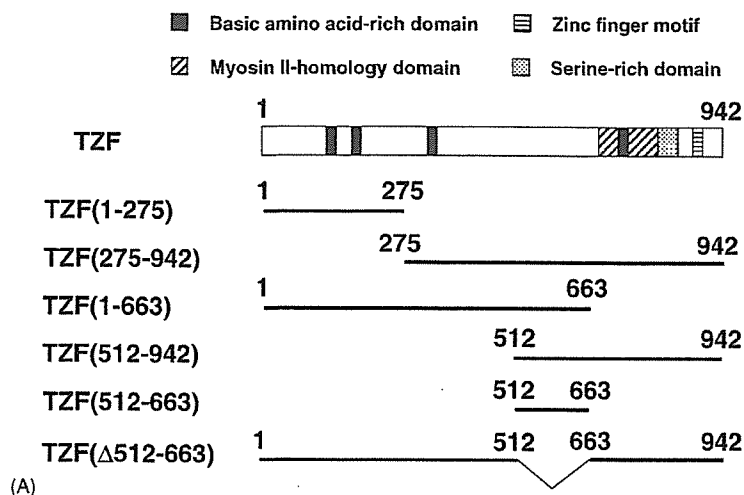 Basic amino acid-rich domain Zinc finger motif
Myosin II-homology domain Serine-rich domain
1 942
TZF
1 275
TZF(1-275)
275 942
TZF(275-942)
1 663
TZF(1-663)
512 942
TZF(512-942)
512 663
TZF(512-663)
1 512 663 942
TZF(Δ512-663)
(A)